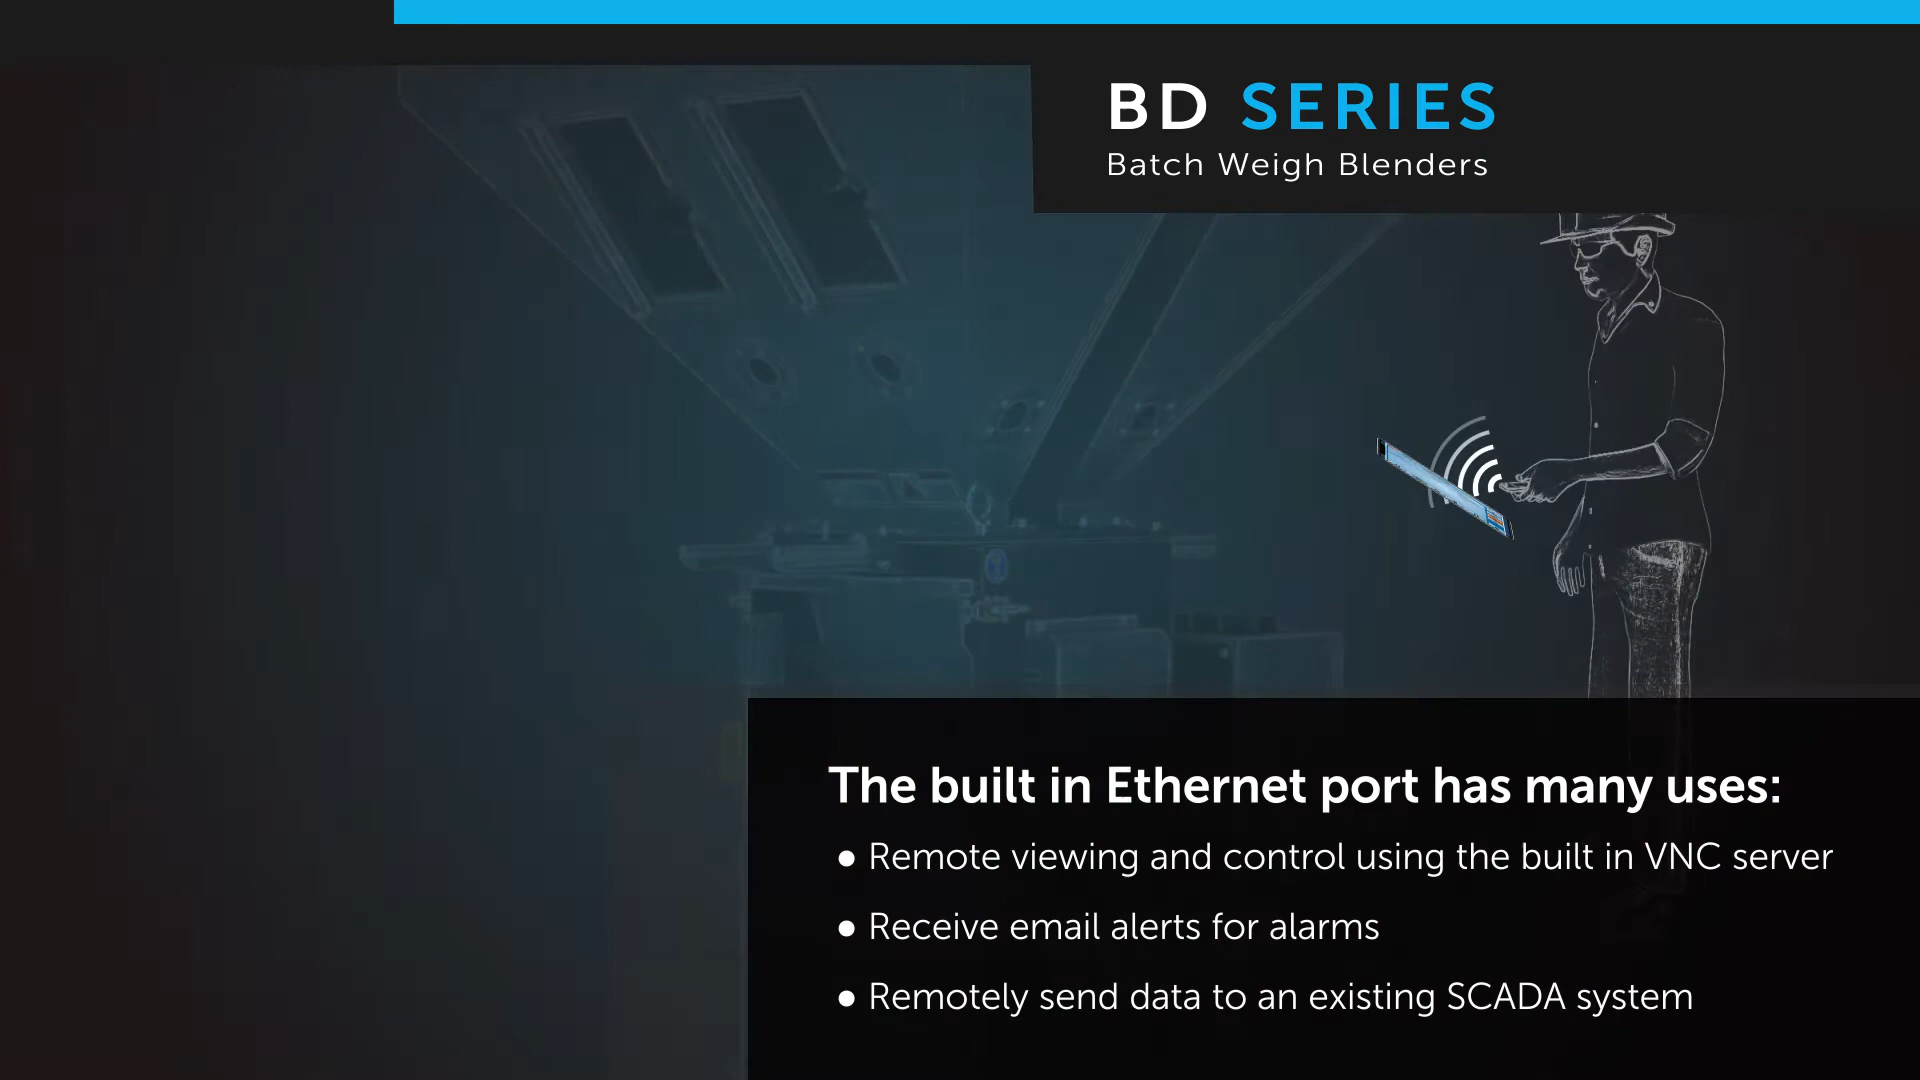 BD SERIES
Batch Weigh Blenders
The built in Ethernet port has many uses:
● Remote viewing and control using the built in VNC server
● Receive email alerts for alarms
● Remotely send data to an existing SCADA system